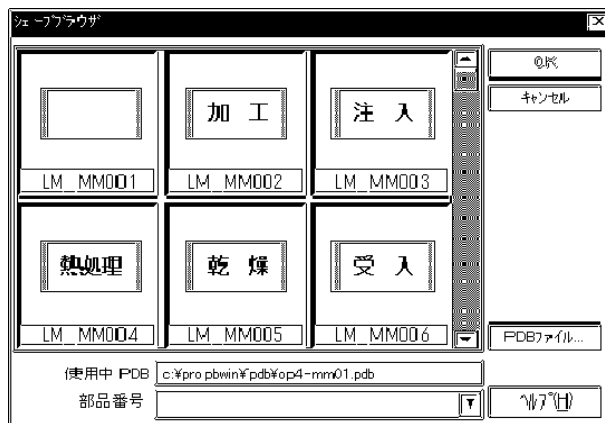 シェープブラウザ
OK
キャンセル
加 工
注 入
LM_MM001
LM_MM002
LM_MM003
熱処理
乾 燥
受 入
LM_MM004
LM_MM005
LM_MM006
PDBファイル...
使用中 PDB
c:¥propbwin¥pdb¥op4-mm01.pdb
部品番号
ヘルプ(H)